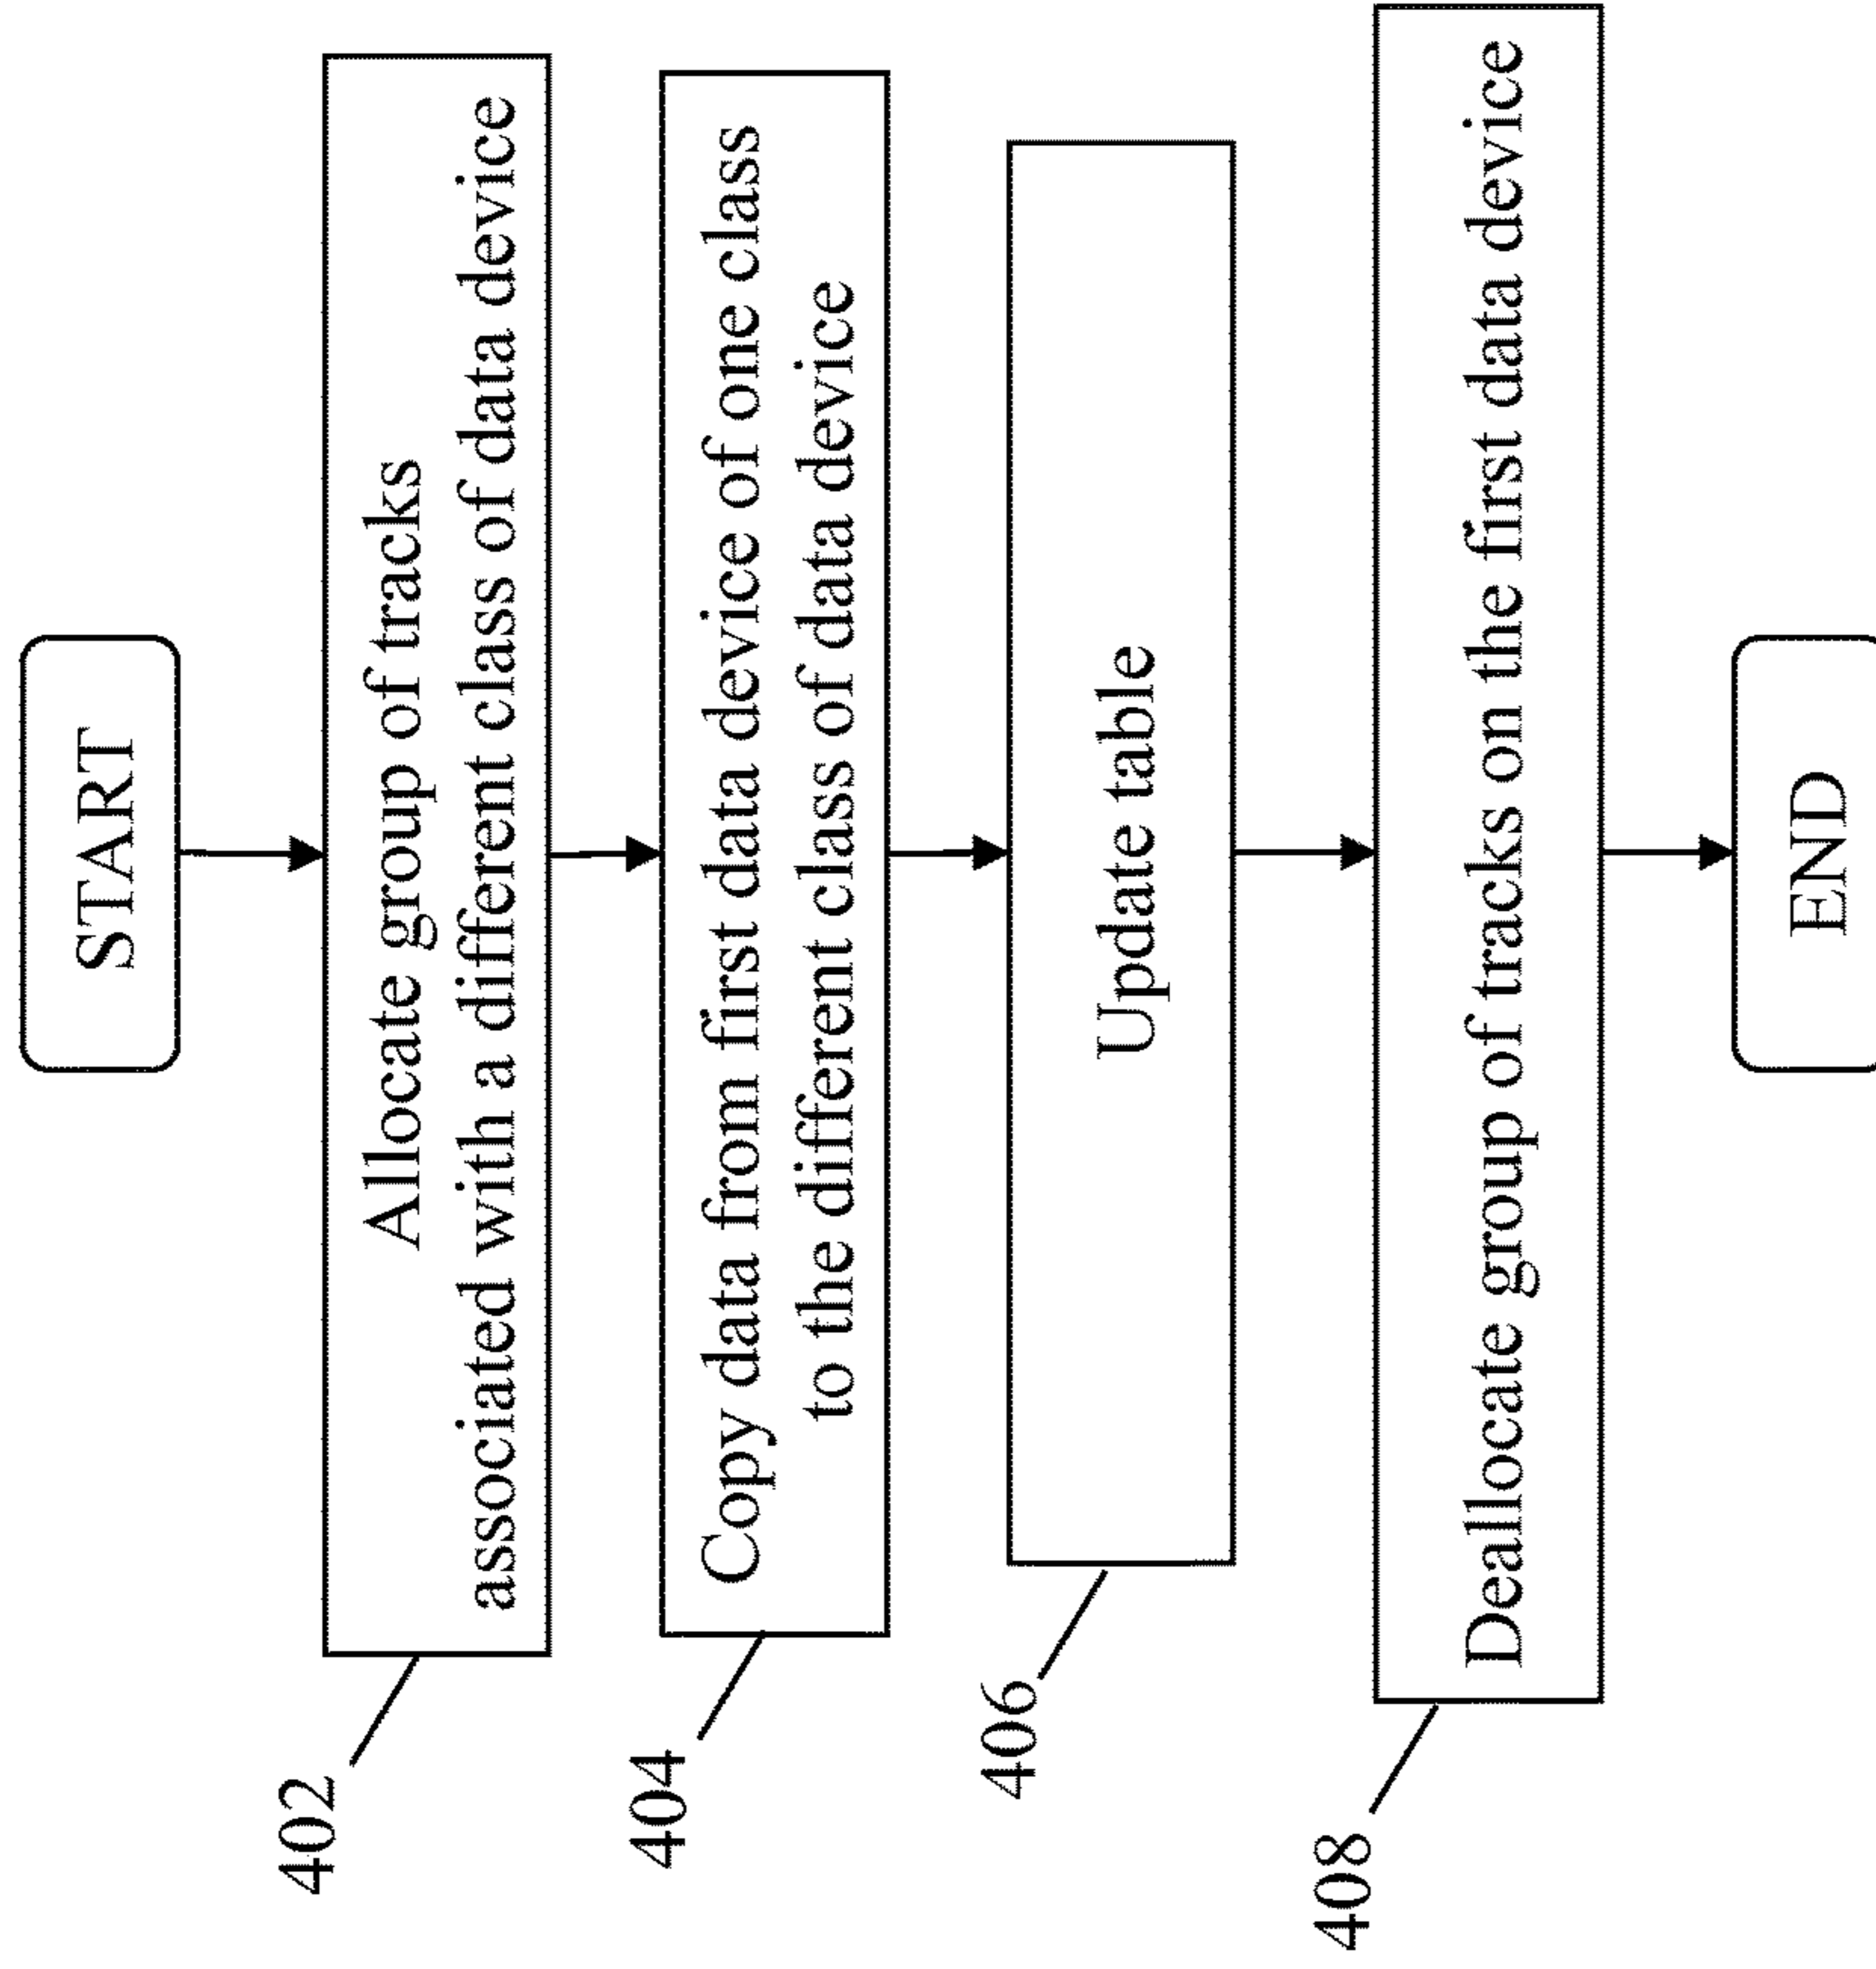 START
402
Allocate group of tracks
associated with a different class of data device
404
Copy data from first data device of one class
to the different class of data device
406
Update table
408
Deallocate group of tracks on the first data device
END